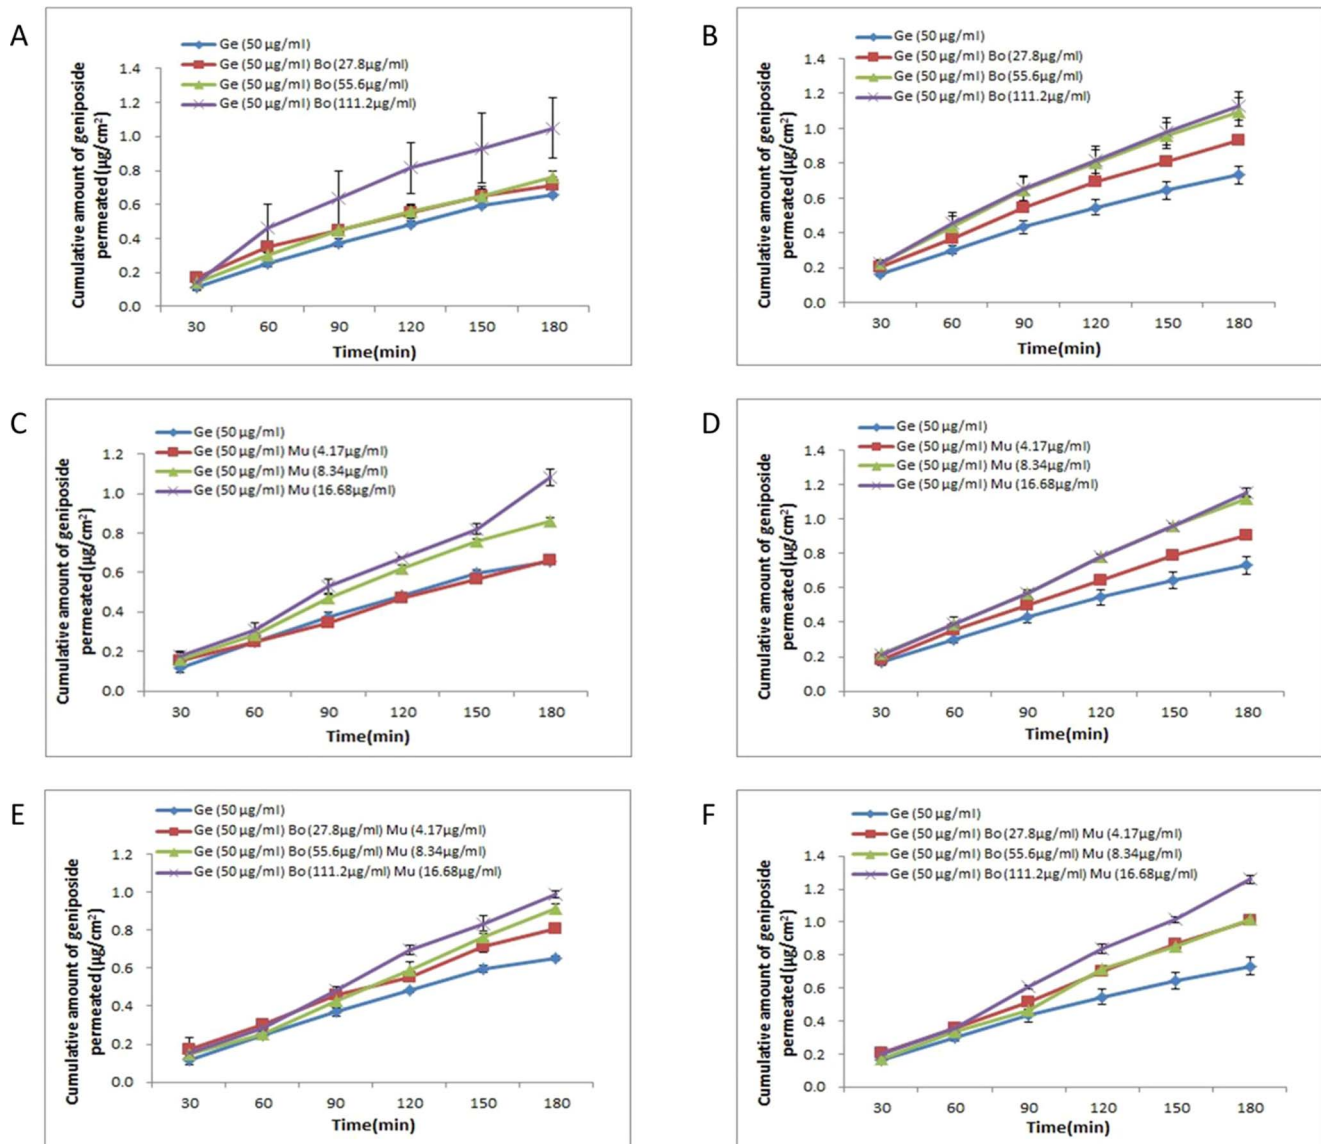 A
Ge (50 µg/ml)
Ge (50 µg/ml) Bo (27.8µg/ml)
Ge (50 µg/ml) Bo (55.6µg/ml)
Ge (50 µg/ml) Bo (111.2µg/ml)
Cumulative amount of geniposide
permeated(µg/cm²)
1.4
1.2
1.0
0.8
0.6
0.4
0.2
0.0
30 60 90 120 150 180
Time(min)
B
Ge (50 µg/ml)
Ge (50 µg/ml) Bo (27.8µg/ml)
Ge (50 µg/ml) Bo (55.6µg/ml)
Ge (50 µg/ml) Bo (111.2µg/ml)
Cumulative amount of geniposide
permeated(µg/cm²)
1.4
1.2
1.0
0.8
0.6
0.4
0.2
0.0
30 60 90 120 150 180
Time(min)
C
Ge (50 µg/ml)
Ge (50 µg/ml) Mu (4.17µg/ml)
Ge (50 µg/ml) Mu (8.34µg/ml)
Ge (50 µg/ml) Mu (16.68µg/ml)
Cumulative amount of geniposide
permeated(µg/cm²)
1.2
1.0
0.8
0.6
0.4
0.2
0.0
30 60 90 120 150 180
Time(min)
D
Ge (50 µg/ml)
Ge (50 µg/ml) Mu (4.17µg/ml)
Ge (50 µg/ml) Mu (8.34µg/ml)
Ge (50 µg/ml) Mu (16.68µg/ml)
Cumulative amount of geniposide
permeated(µg/cm²)
1.4
1.2
1.0
0.8
0.6
0.4
0.2
0.0
30 60 90 120 150 180
Time(min)
E
Ge (50 µg/ml)
Ge (50 µg/ml) Bo (27.8µg/ml) Mu (4.17µg/ml)
Ge (50 µg/ml) Bo (55.6µg/ml) Mu (8.34µg/ml)
Ge (50 µg/ml) Bo (111.2µg/ml) Mu (16.68µg/ml)
Cumulative amount of geniposide
permeated(µg/cm²)
1.2
1.0
0.8
0.6
0.4
0.2
0.0
30 60 90 120 150 180
Time(min)
F
Ge (50 µg/ml)
Ge (50 µg/ml) Bo (27.8µg/ml) Mu (4.17µg/ml)
Ge (50 µg/ml) Bo (55.6µg/ml) Mu (8.34µg/ml)
Ge (50 µg/ml) Bo (111.2µg/ml) Mu (16.68µg/ml)
Cumulative amount of geniposide
permeated(µg/cm²)
1.4
1.2
1.0
0.8
0.6
0.4
0.2
0.0
30 60 90 120 150 180
Time(min)